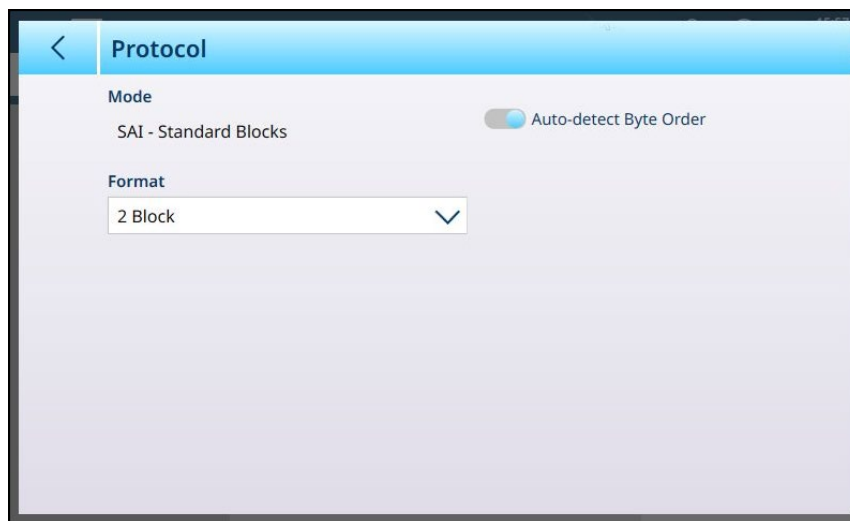 Protocol
Mode
SAI - Standard Blocks
Auto-detect Byte Order
Format
2 Block